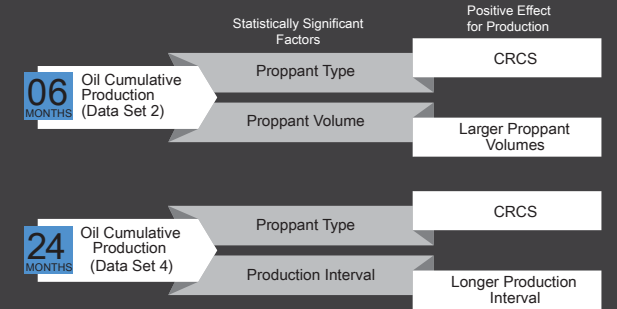 Statistically Significant
Factors
Positive Effect
for Production
06
MONTHS
Oil Cumulative
Production
(Data Set 2)
Proppant Type
CRCS
Proppant Volume
Larger Proppant
Volumes
24
MONTHS
Oil Cumulative
Production
(Data Set 4)
Proppant Type
CRCS
Production Interval
Longer Production
Interval